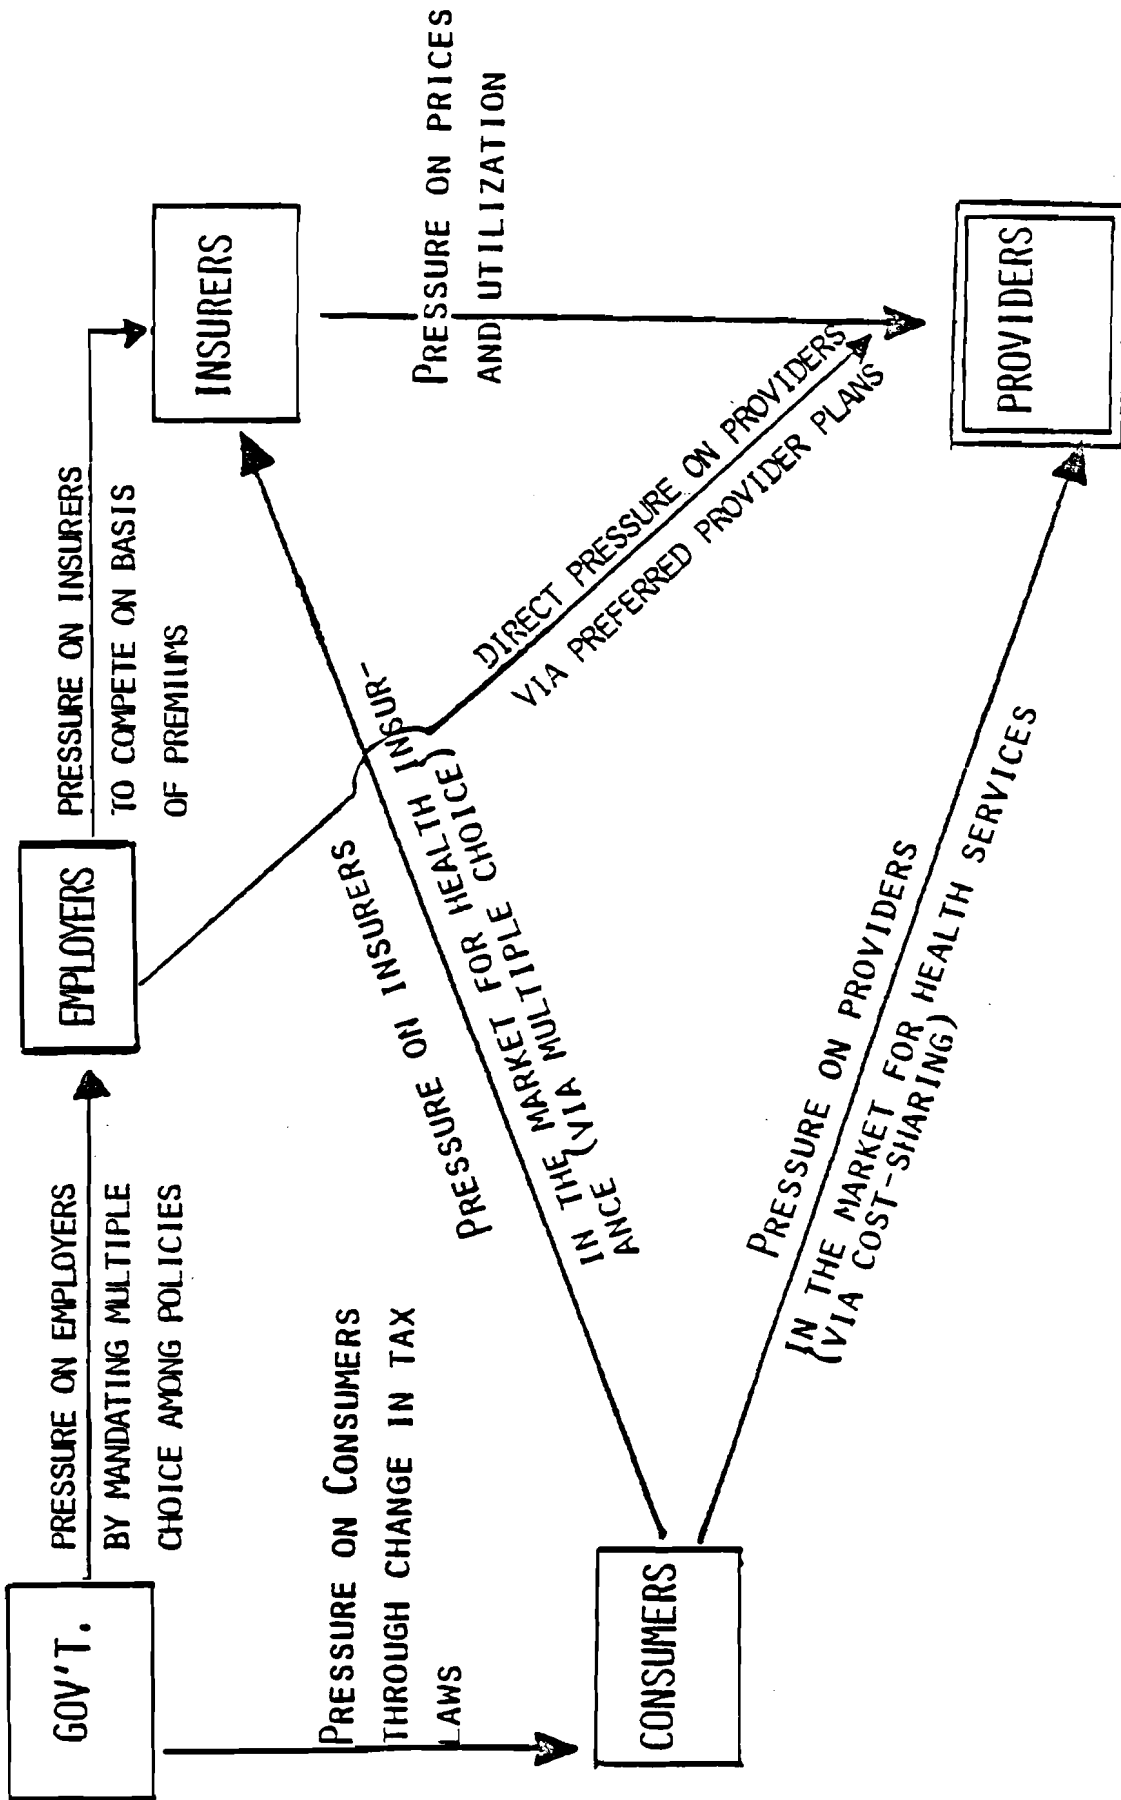 GOV'T.
PRESSURE ON EMPLOYERS
BY MANDATING MULTIPLE
CHOICE AMONG POLICIES
EMPLOYERS
PRESSURE ON INSURERS
TO COMPETE ON BASIS
OF PREMIUMS
INSURERS
PRESSURE ON CONSUMERS
THROUGH CHANGE IN TAX
LAWS
PRESSURE ON INSURERS
IN THE MARKET FOR HEALTH INSUR-
ANCE (VIA MULTIPLE CHOICE)
DIRECT PRESSURE ON PROVIDERS
VIA PREFERRED PROVIDER PLANS
PRESSURE ON PRICES
AND UTILIZATION
CONSUMERS
PRESSURE ON PROVIDERS
IN THE MARKET FOR HEALTH SERVICES
(VIA COST-SHARING)
PROVIDERS